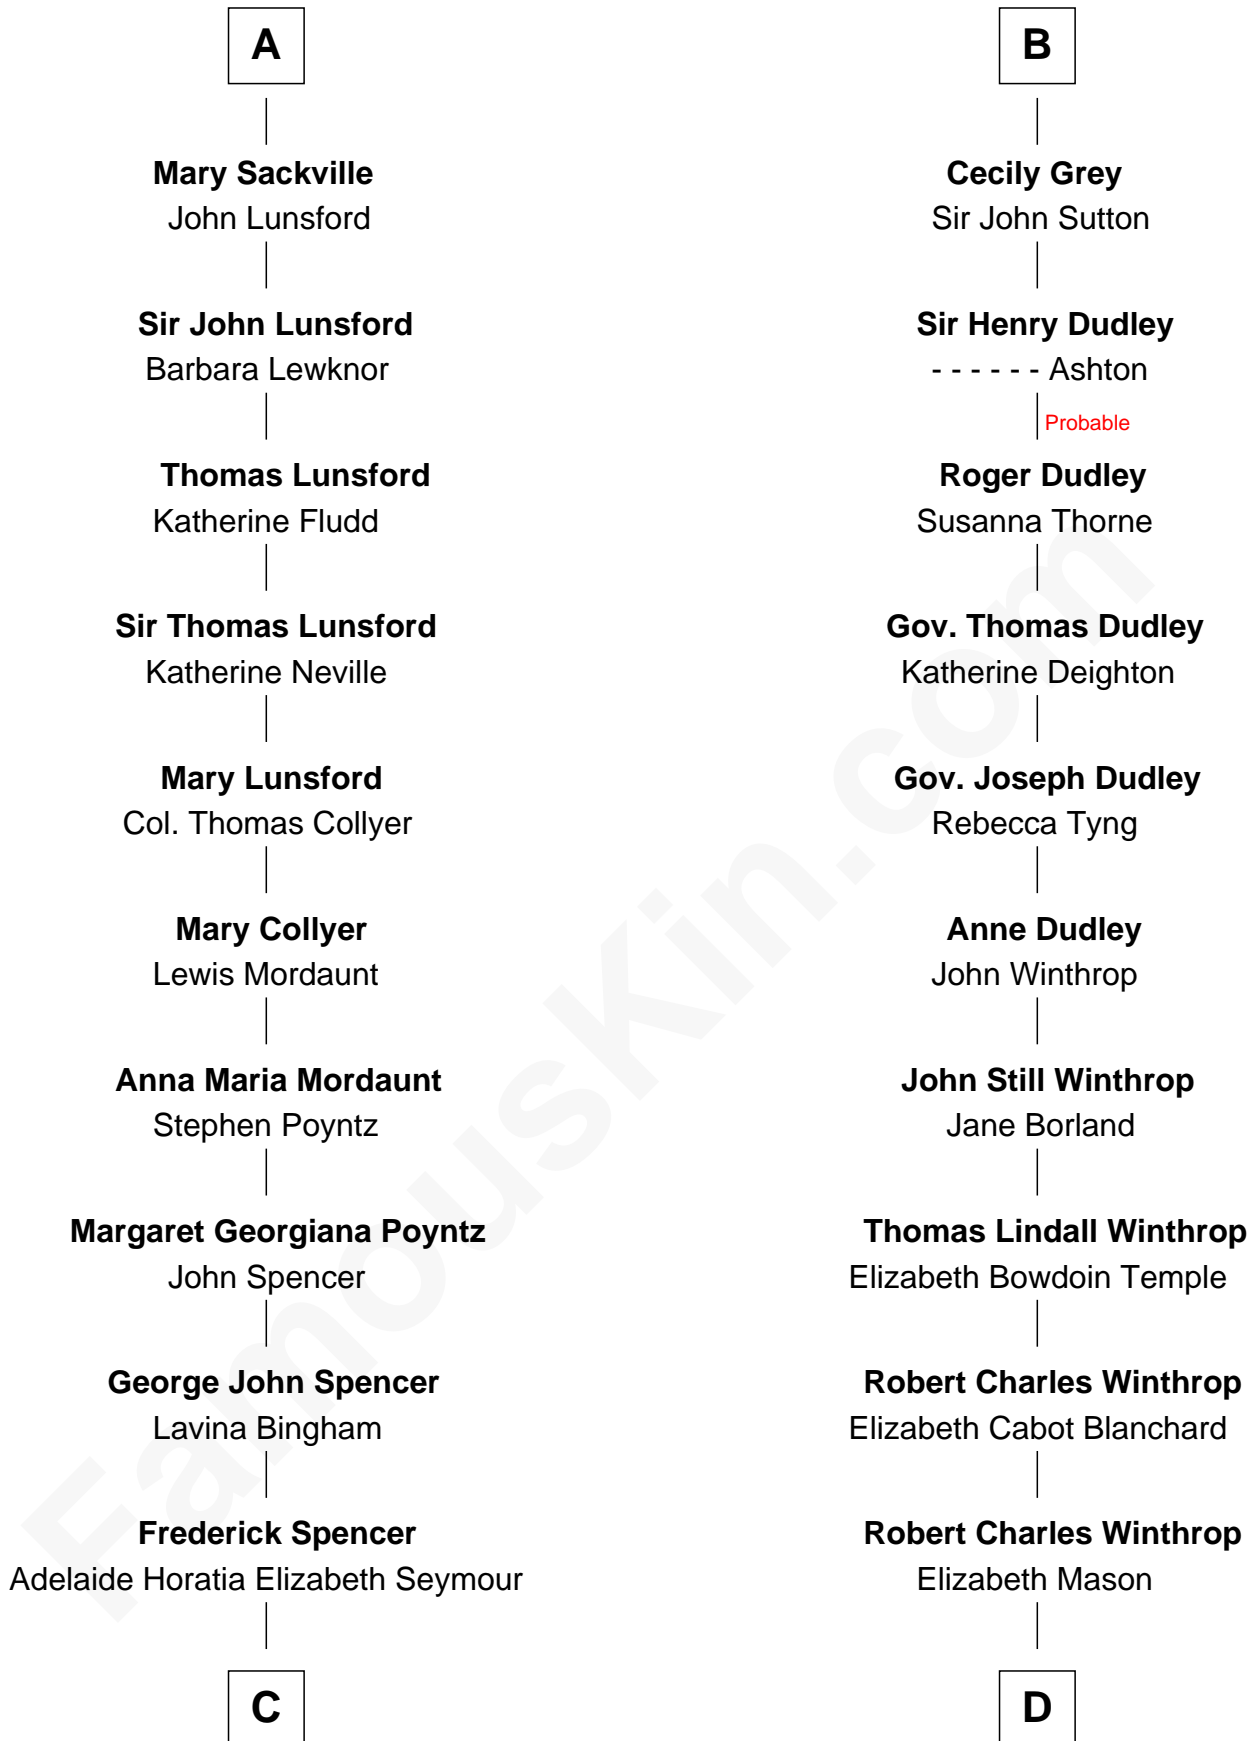 A
Mary Sackville
John Lunsford
Sir John Lunsford
Barbara Lewknor
Thomas Lunsford
Katherine Fludd
Sir Thomas Lunsford
Katherine Neville
Mary Lunsford
Col. Thomas Collyer
Mary Collyer
Lewis Mordaunt
Anna Maria Mordaunt
Stephen Poyntz
Margaret Georgiana Poyntz
John Spencer
George John Spencer
Lavina Bingham
Frederick Spencer
Adelaide Horatia Elizabeth Seymour
C
B
Cecily Grey
Sir John Sutton
Sir Henry Dudley
- - - - - - Ashton
Probable
Roger Dudley
Susanna Thorne
Gov. Thomas Dudley
Katherine Deighton
Gov. Joseph Dudley
Rebecca Tyng
Anne Dudley
John Winthrop
John Still Winthrop
Jane Borland
Thomas Lindall Winthrop
Elizabeth Bowdoin Temple
Robert Charles Winthrop
Elizabeth Cabot Blanchard
Robert Charles Winthrop
Elizabeth Mason
D
FamousKin.com